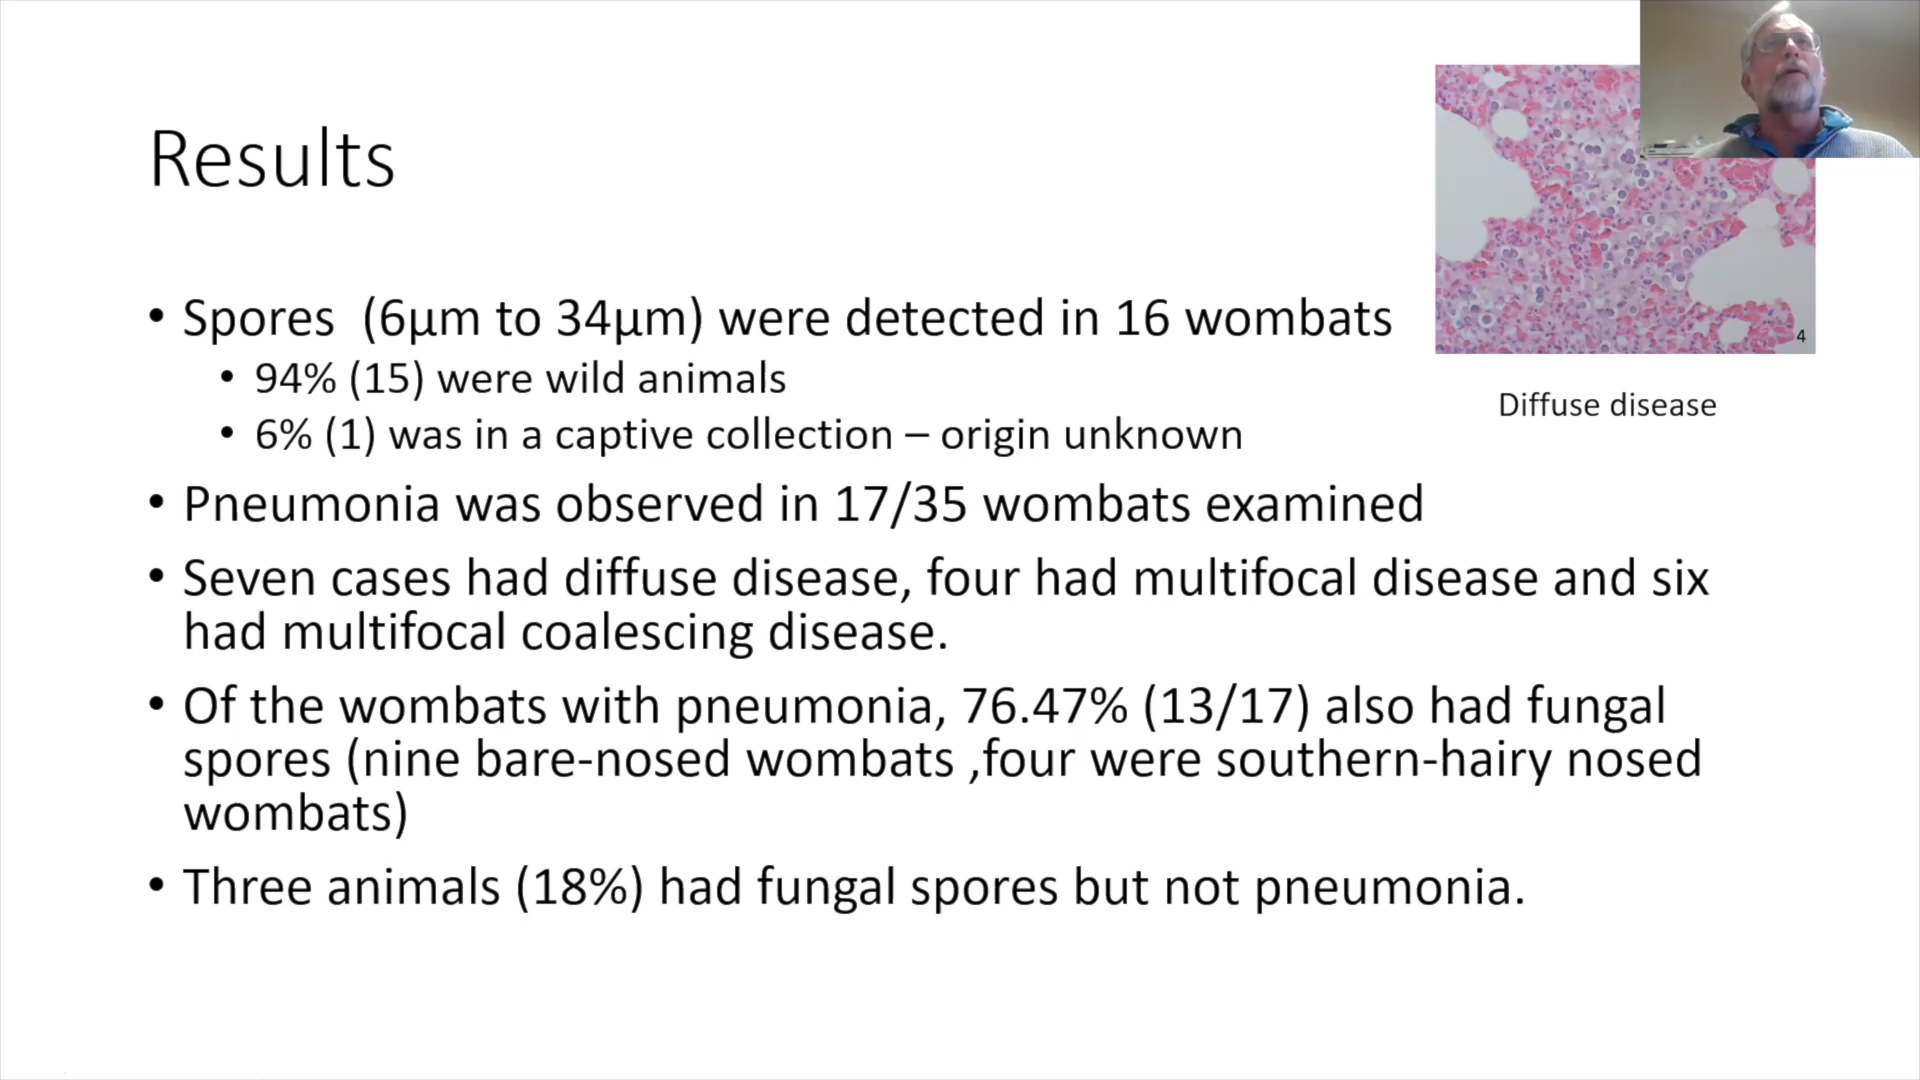 Results
• Spores  (6µm to 34µm) were detected in 16 wombats
• 94% (15) were wild animals
• 6% (1) was in a captive collection – origin unknown
• Pneumonia was observed in 17/35 wombats examined
• Seven cases had diffuse disease, four had multifocal disease and six
had multifocal coalescing disease.
• Of the wombats with pneumonia, 76.47% (13/17) also had fungal
spores (nine bare-nosed wombats ,four were southern-hairy nosed
wombats)
• Three animals (18%) had fungal spores but not pneumonia.
4
Diffuse disease